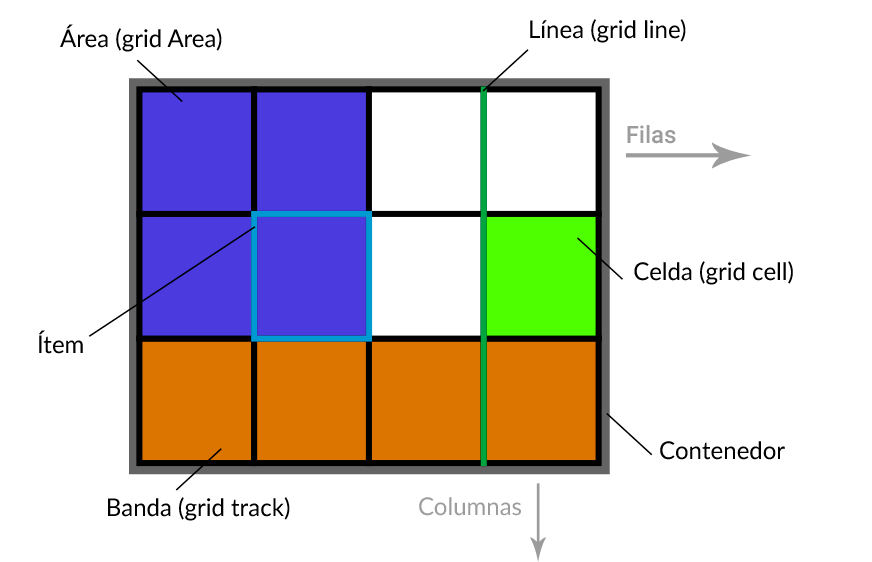 Línea (grid line)
Área (grid Area)
Filas
Celda (grid cell)
Ítem
Contenedor
Banda (grid track)
Columnas